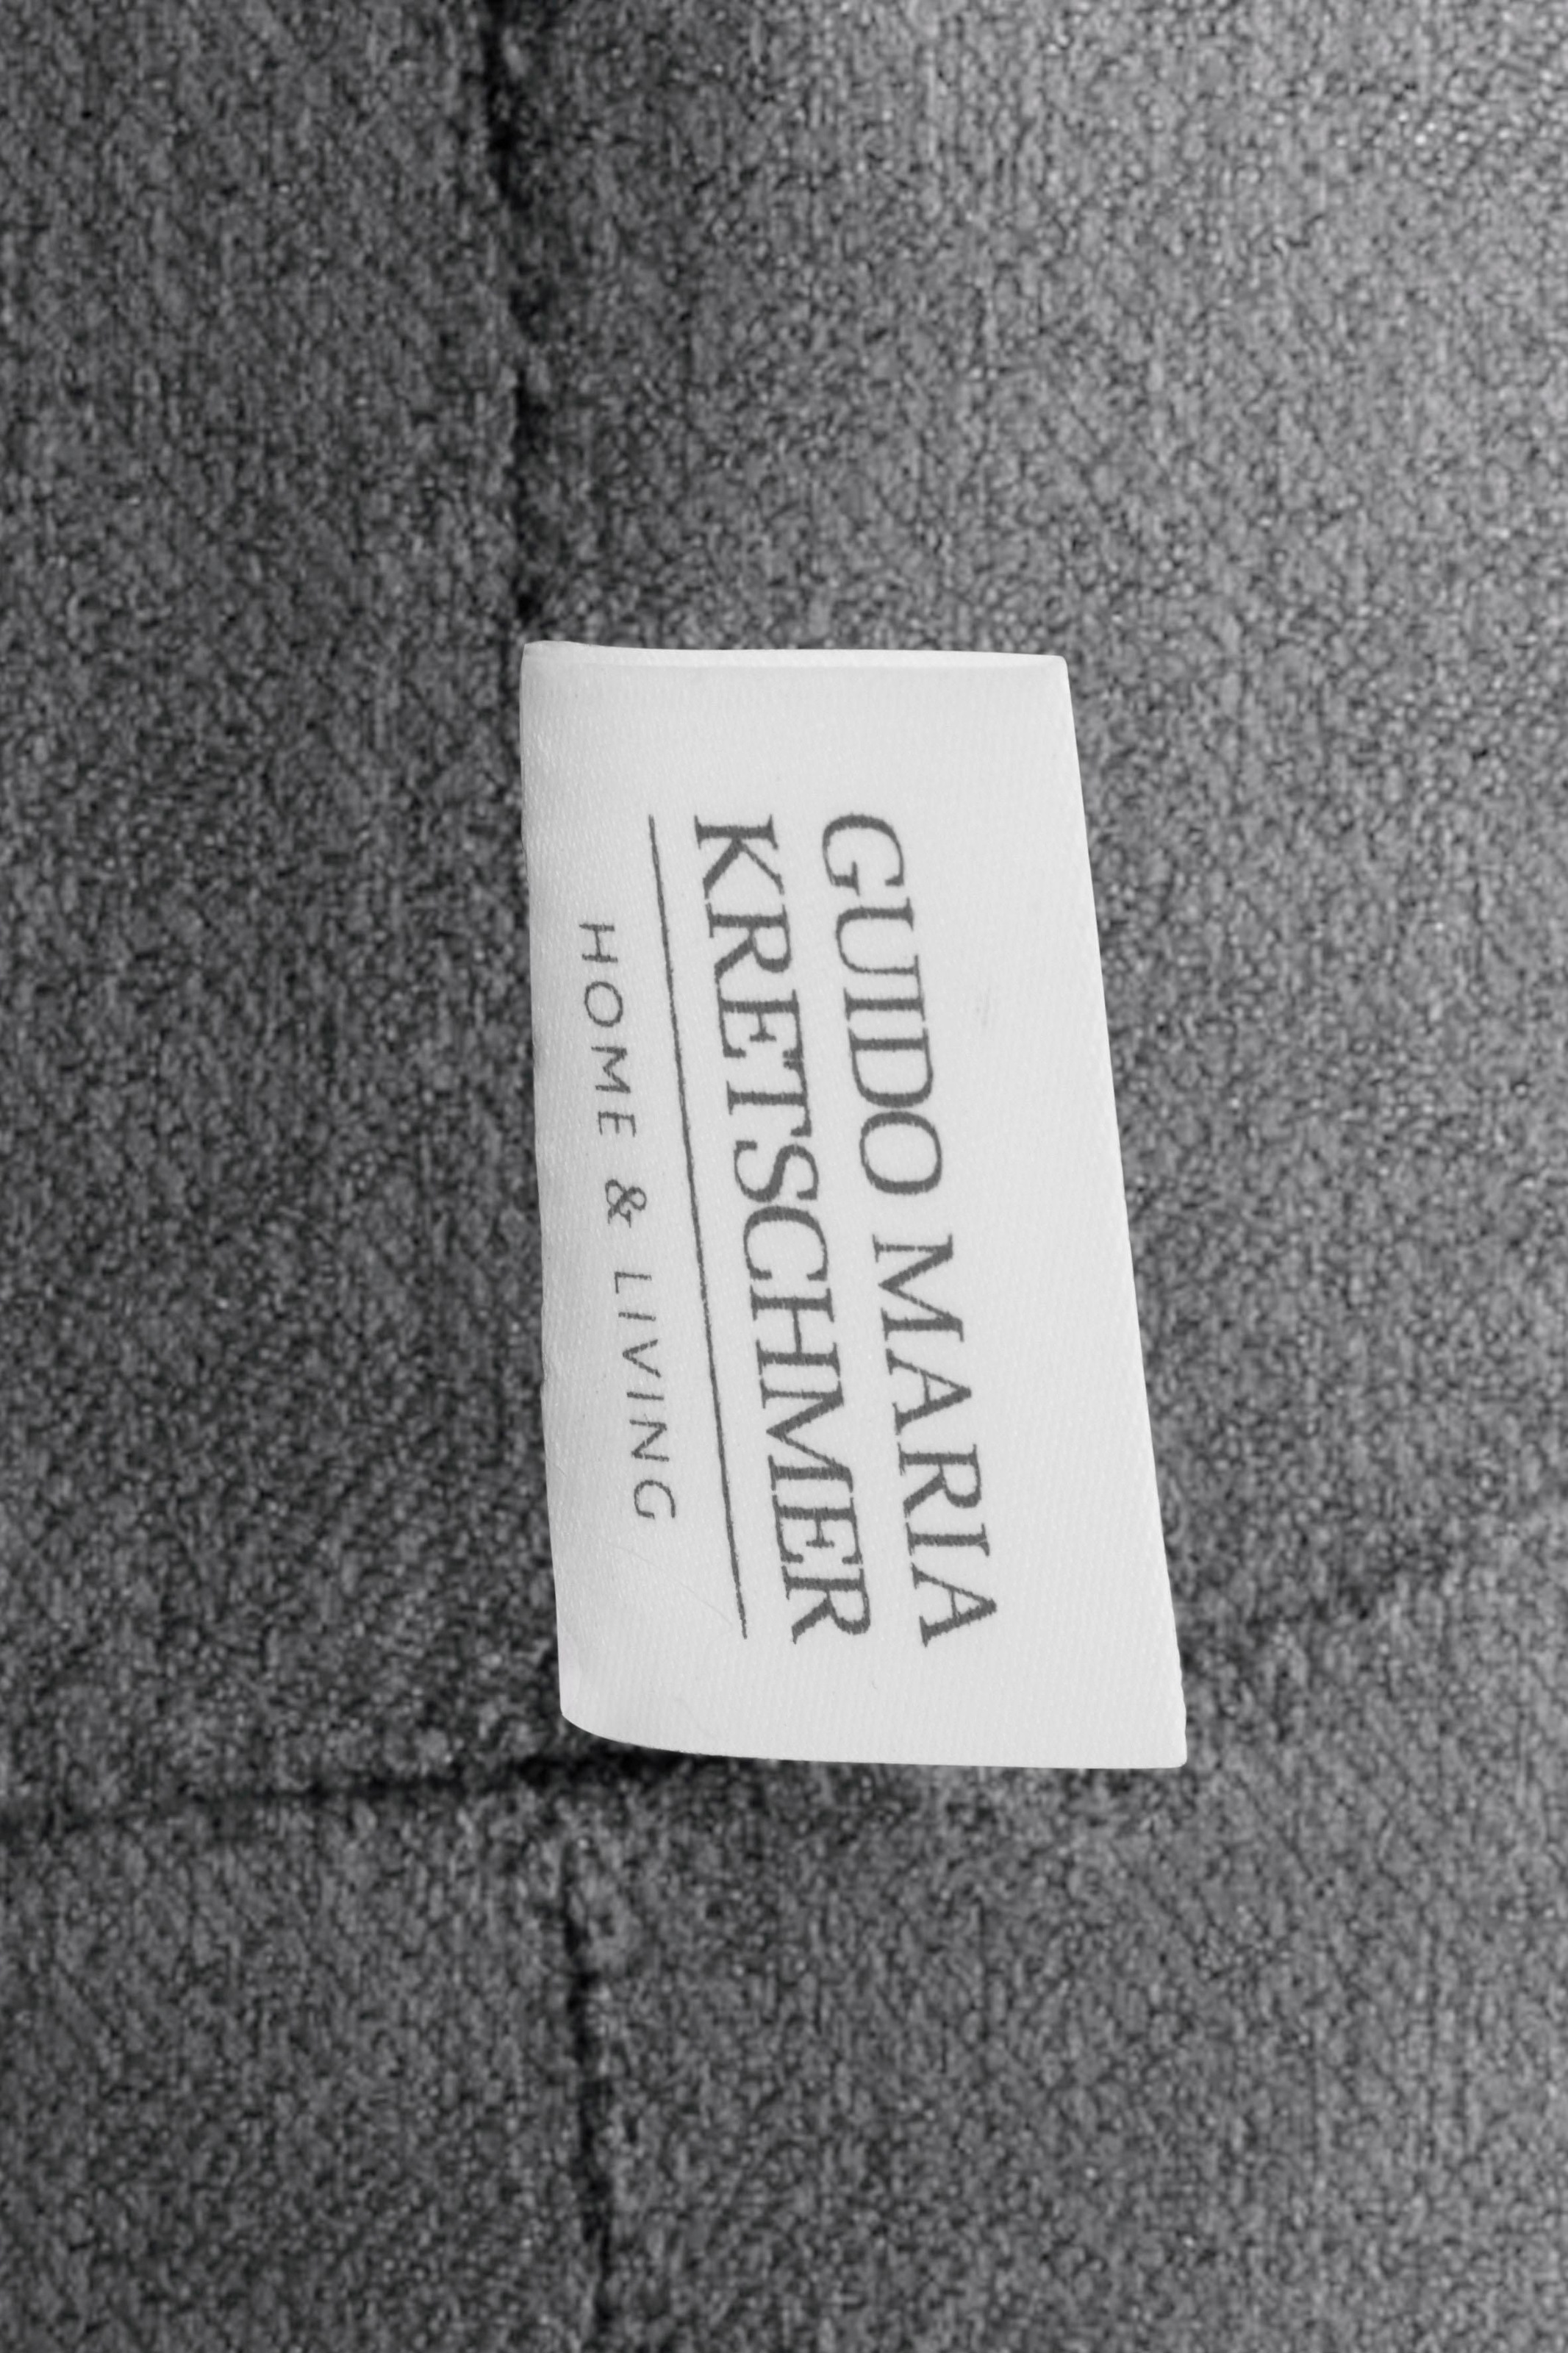 GUIDO MARIA
KRETSCHMER
HOME & LIVING